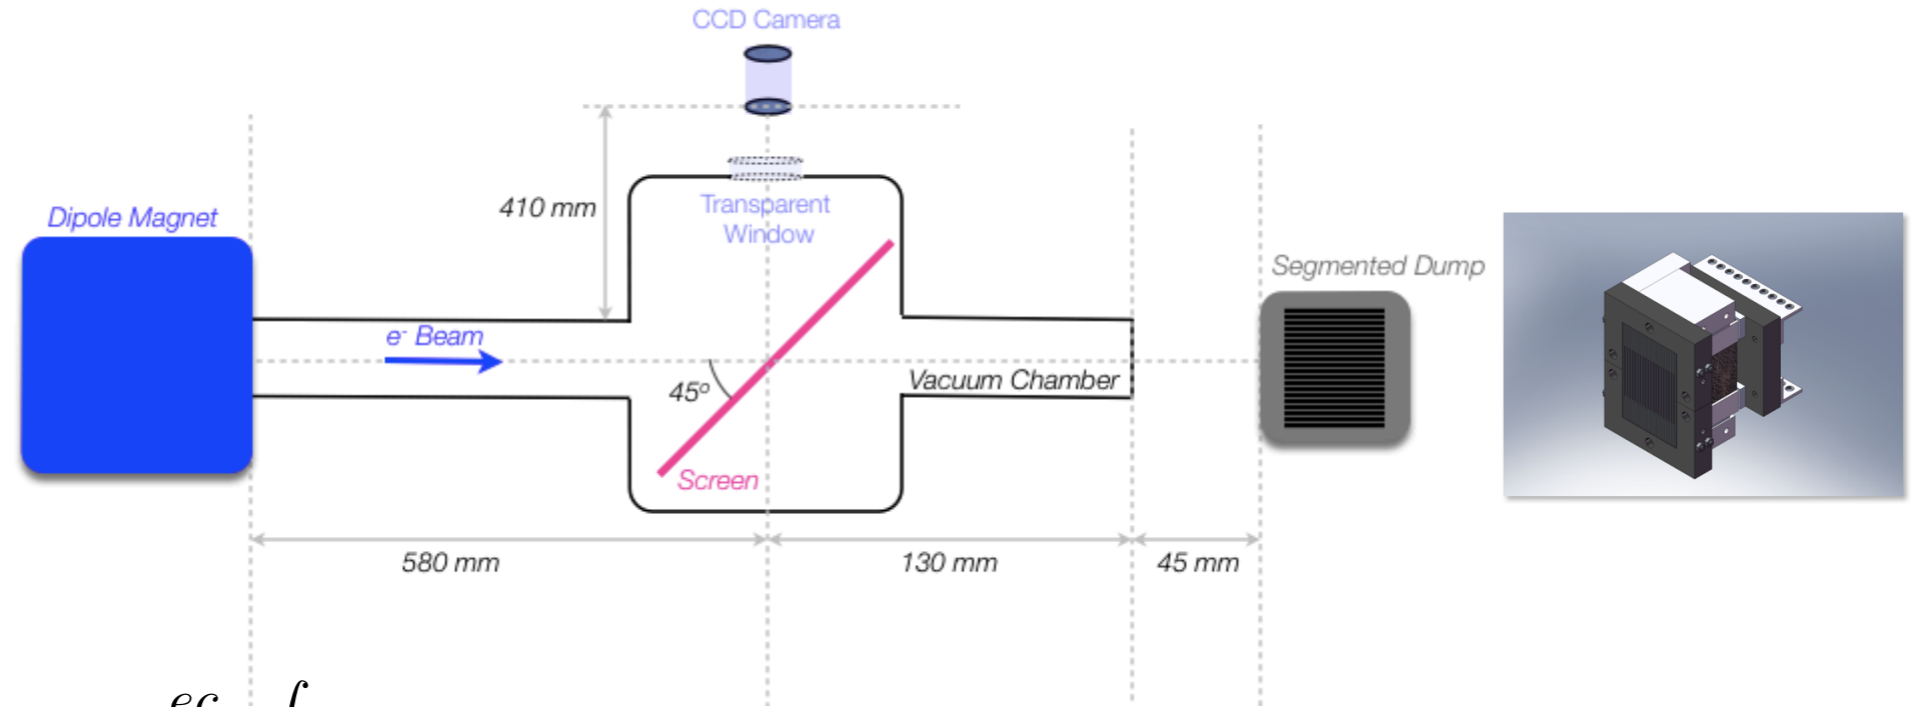 CCD Camera
410 mm
Transparent
Window
Dipole Magnet
Segmented Dump
e- Beam
45º
Vacuum Chamber
Screen
580 mm
130 mm
45 mm
ec